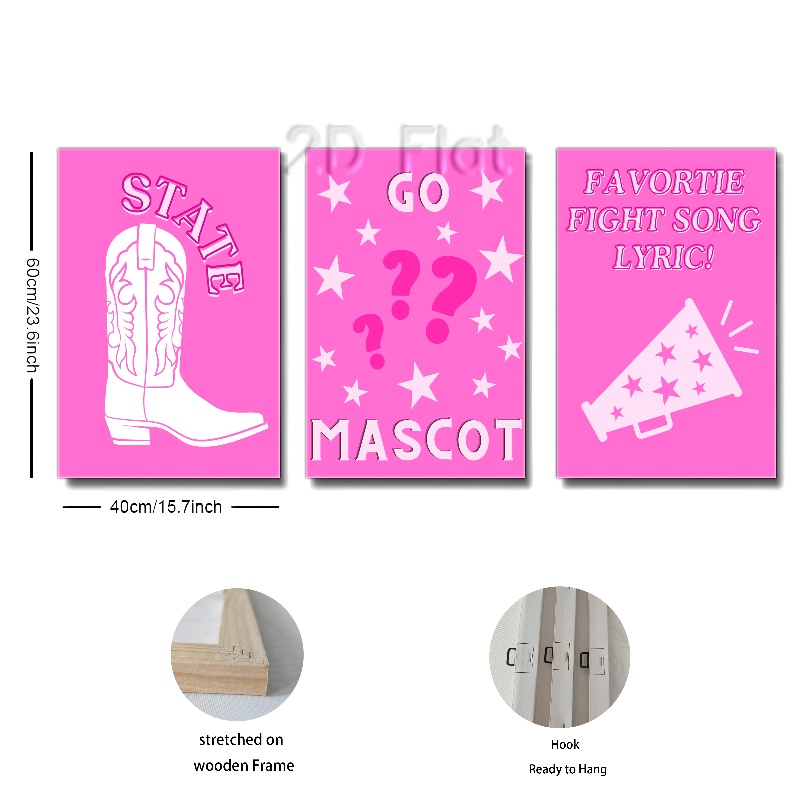 2D Flat
STATE
GO
??
?
MASCOT
FAVORTIE
FIGHT SONG
LYRIC!
60cm/23.6inch
40cm/15.7inch
stretched on
wooden Frame
Hook
Ready to Hang